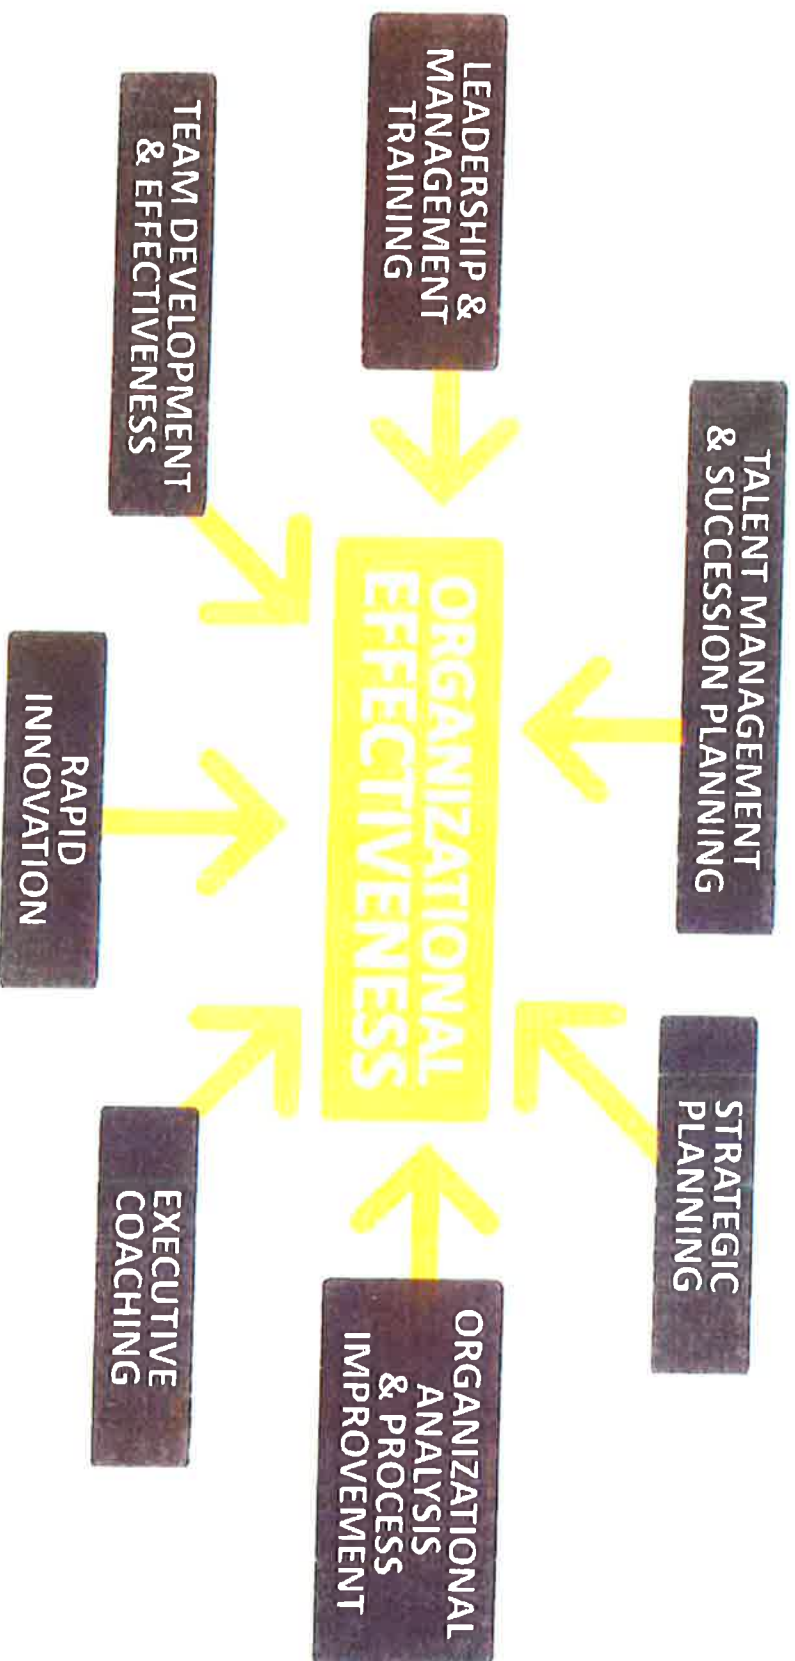 TALENT MANAGEMENT
& SUCCESSION PLANNING
STRATEGIC
PLANNING
LEADERSHIP &
MANAGEMENT
TRAINING
ORGANIZATIONAL
EFFECTIVENESS
ORGANIZATIONAL
ANALYSIS
& PROCESS
IMPROVEMENT
TEAM DEVELOPMENT
& EFFECTIVENESS
EXECUTIVE
COACHING
RAPID
INNOVATION